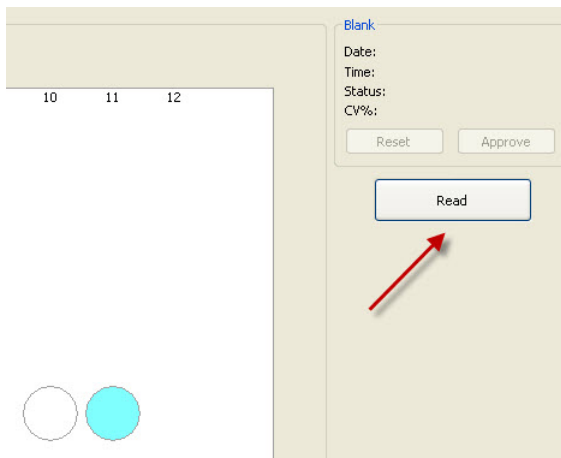 Blank
Date:
Time:
Status:
CV%:
10 11 12
Reset Approve
Read